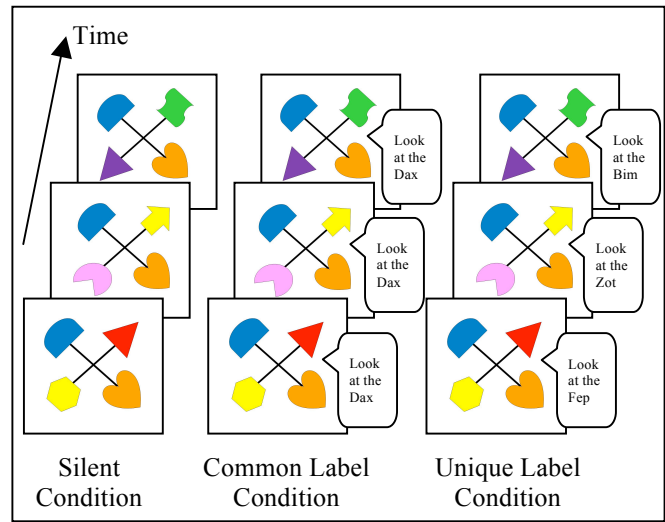 Time
Look
at the
Dax
Look
at the
Bim
Look
at the
Dax
Look
at the
Zot
Look
at the
Dax
Look
at the
Fep
Silent
Condition
Common Label
Condition
Unique Label
Condition